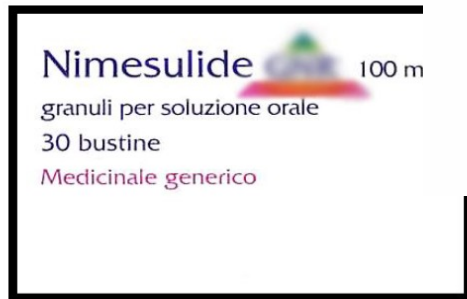 Nimesulide 100 m
granuli per soluzione orale
30 bustine
Medicinale generico